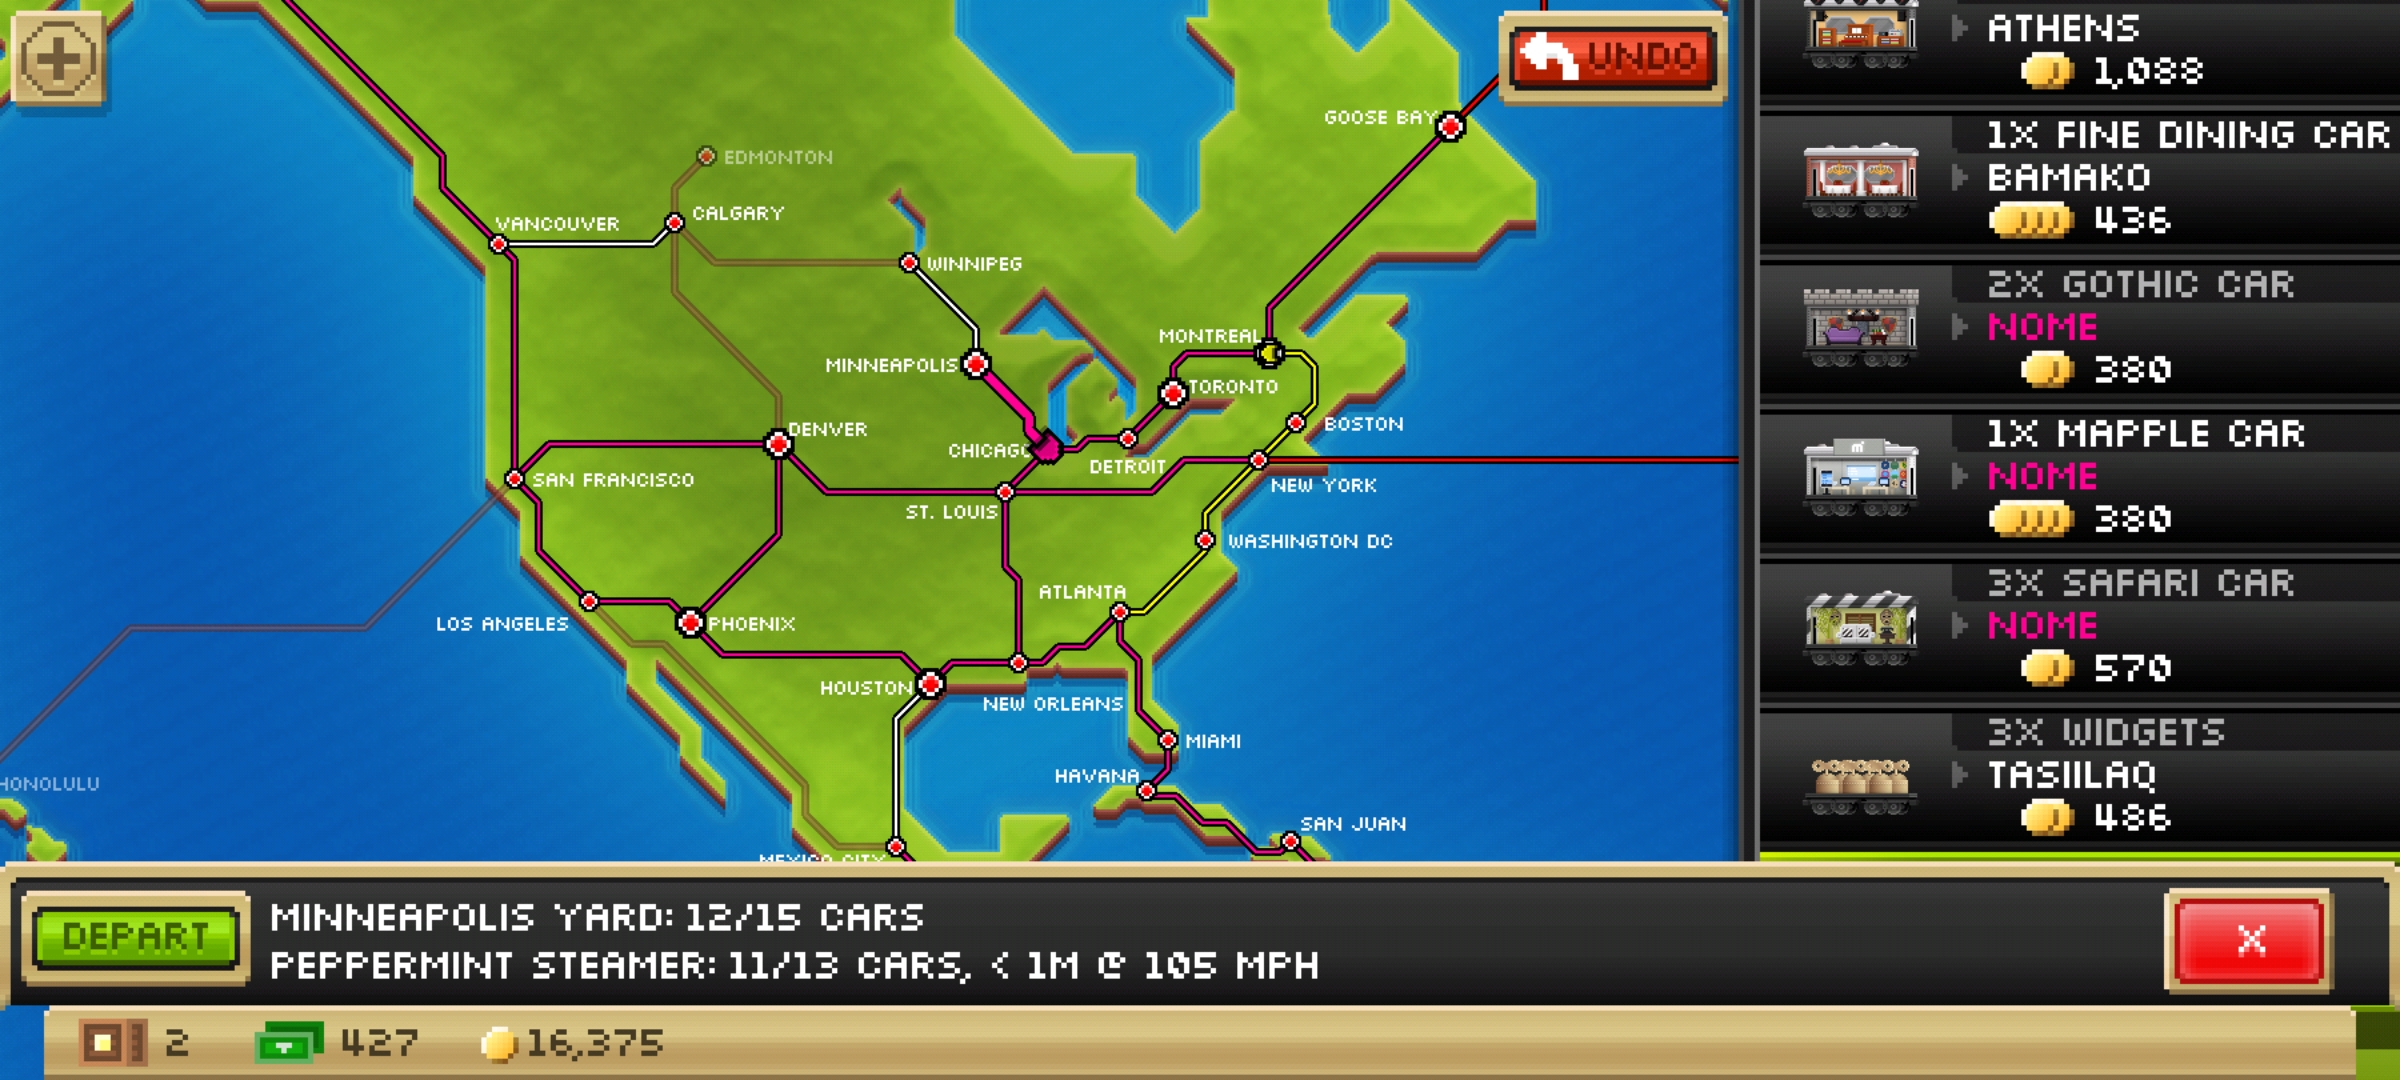 UNDO
GOOSE BAY
EDMONTON
VANCOUVER
CALGARY
WINNIPEG
MONTREAL
MINNEAPOLIS
TORONTO
DENVER
BOSTON
CHICAGO
DETROIT
SAN FRANCISCO
NEW YORK
ST. LOUIS
WASHINGTON DC
ATLANTA
LOS ANGELES
PHOENIX
HOUSTON
NEW ORLEANS
MIAMI
HAVANA
HONOLULU
SAN JUAN
MEXICO CITY
ATHENS
1,088
1X FINE DINING CAR
BAMAKO
436
2X GOTHIC CAR
NOME
380
1X MAPPLE CAR
NOME
380
3X SAFARI CAR
NOME
570
3X WIDGETS
TASIILAQ
486
DEPART
MINNEAPOLIS YARD: 12/15 CARS
PEPPERMINT STEAMER: 11/13 CARS, < 1M @ 105 MPH
X
2
427
16,375